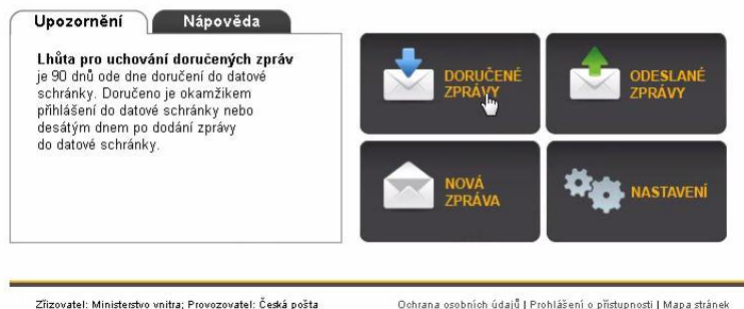 Upozornění
Nápověda
Lhůta pro uchování doručených zpráv
je 90 dnů ode dne doručení do datové
schránky. Doručeno je okamžikem
přihlášení do datové schránky nebo
desátým dnem po dodání zprávy
do datové schránky.
DORUČENÉ
ZPRÁVY
ODESLANÉ
ZPRÁVY
NOVÁ
ZPRÁVA
NASTAVENÍ
Zřizovatel: Ministerstvo vnitra; Provozovatel: Česká pošta
Ochrana osobních údajů | Prohlášení o přístupnosti | Mapa stránek